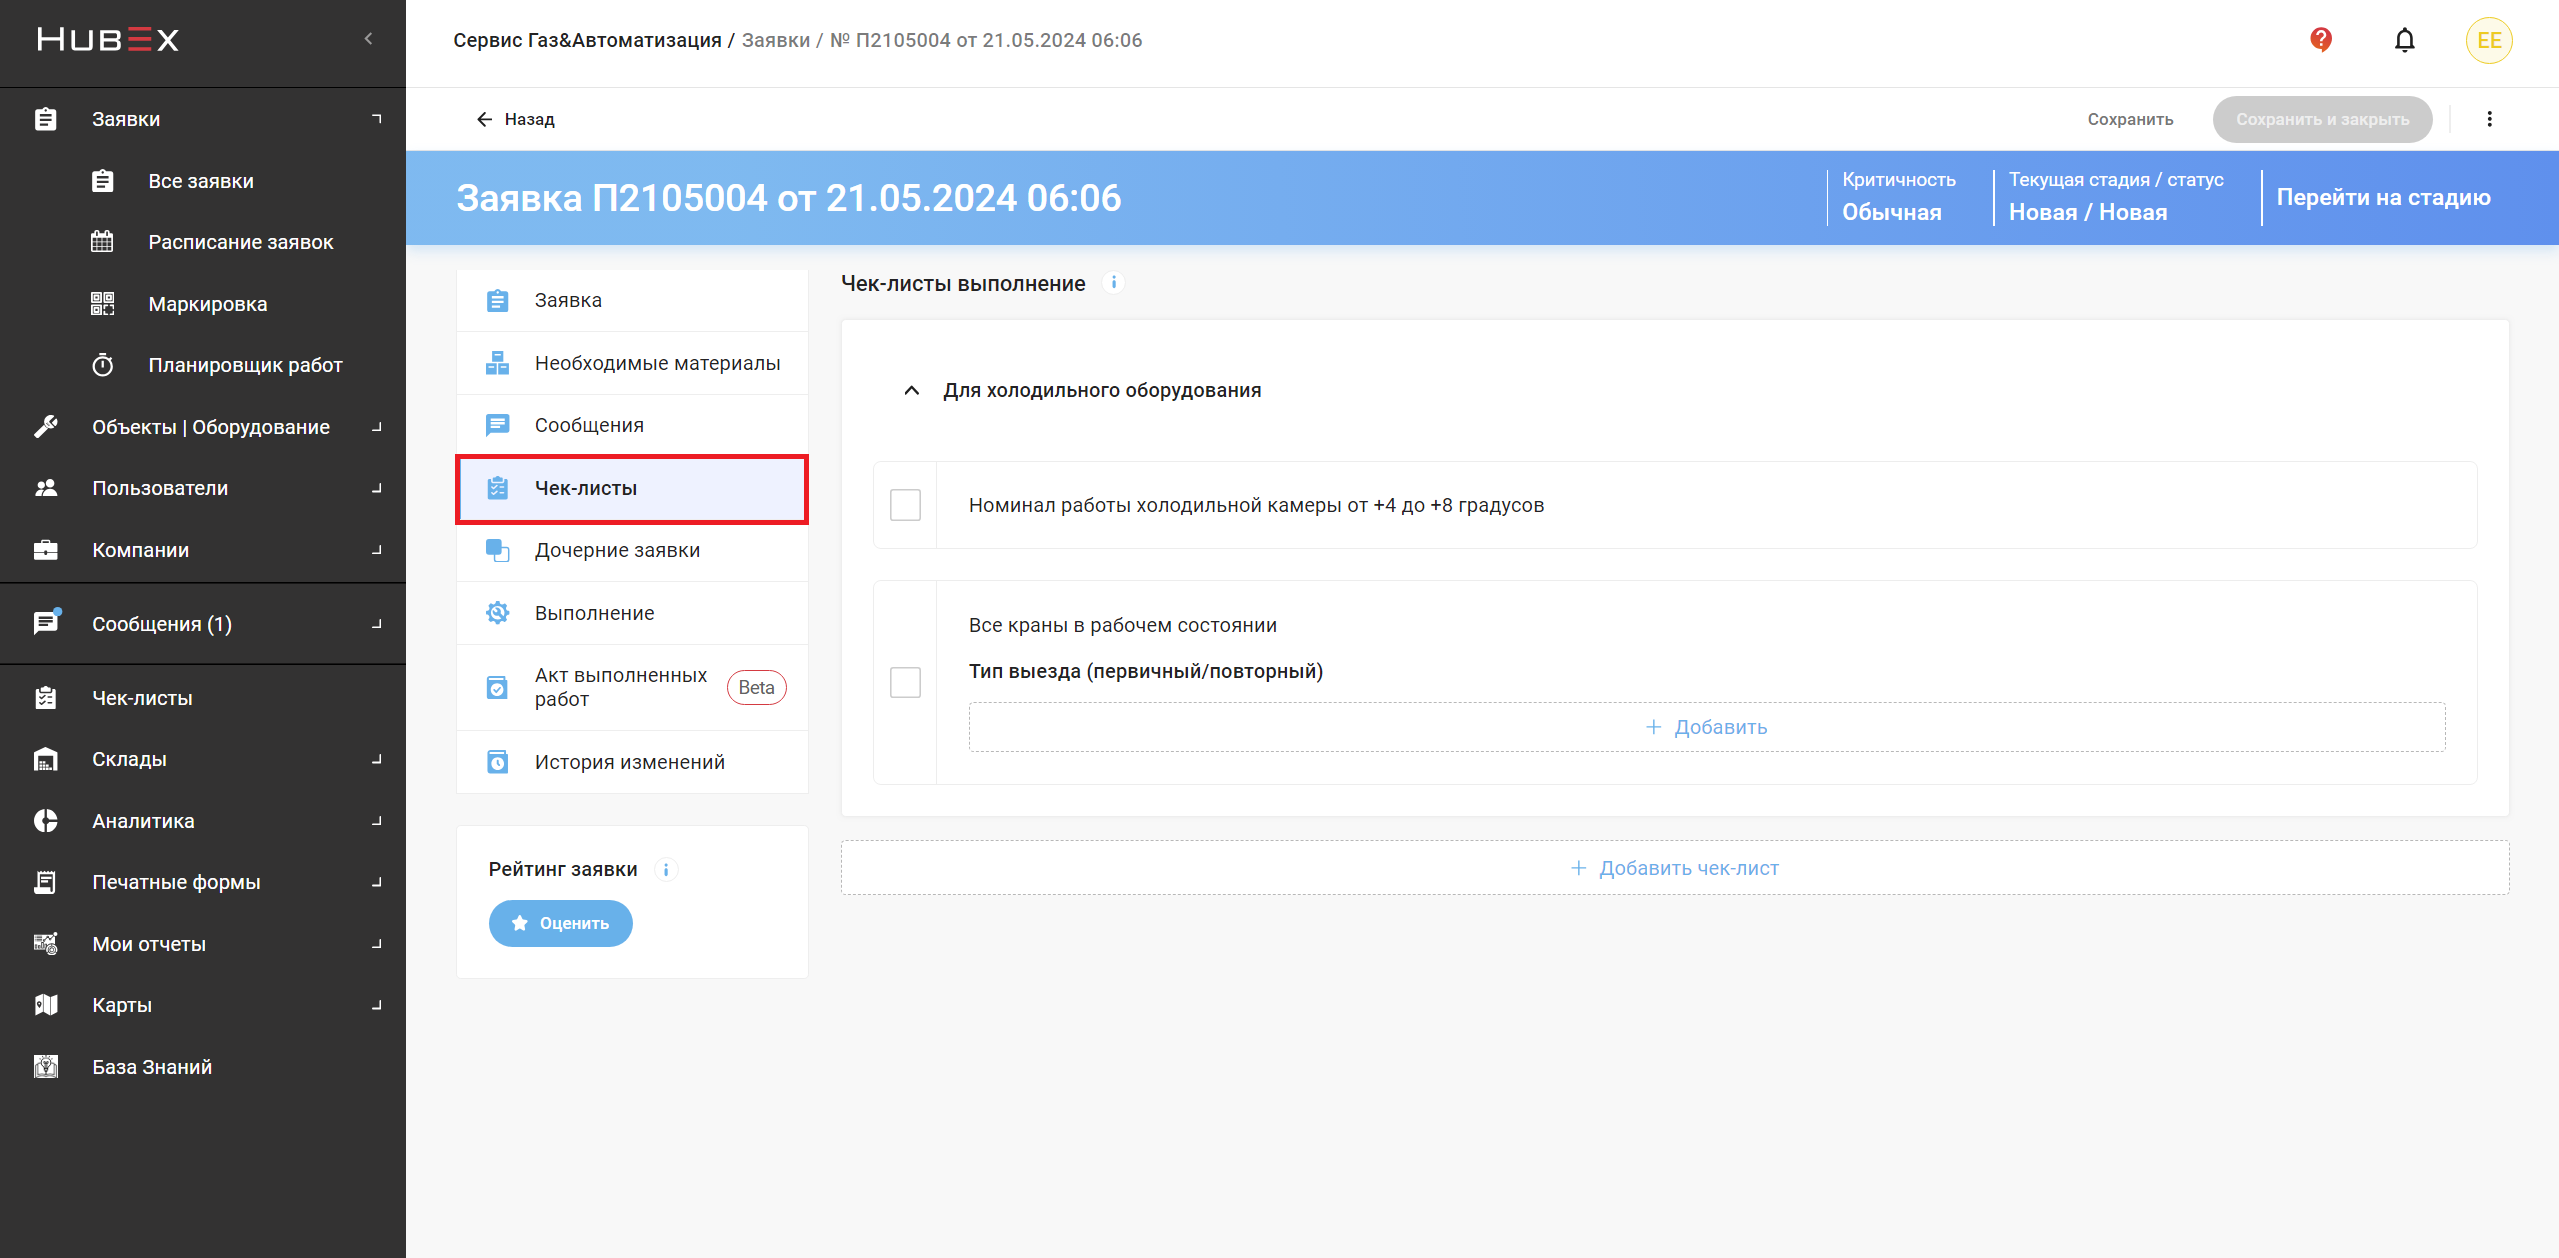 HUBEX
Сервис Газ&Автоматизация / Заявки / № П2105004 от 21.05.2024 06:06
EE
Назад
Сохранить
Сохранить и закрыть
Заявка П2105004 от 21.05.2024 06:06
Критичность
Обычная
Текущая стадия / статус
Новая / Новая
Перейти на стадию
Заявки
Все заявки
Расписание заявок
Маркировка
Планировщик работ
Объекты | Оборудование
Пользователи
Компании
Сообщения (1)
Чек-листы
Склады
Аналитика
Печатные формы
Мои отчеты
Карты
База Знаний
Заявка
Необходимые материалы
Сообщения
Чек-листы
Дочерние заявки
Выполнение
Акт выполненных
работ
Beta
История изменений
Рейтинг заявки
Оценить
Чек-листы выполнение
Для холодильного оборудования
Номинал работы холодильной камеры от +4 до +8 градусов
Все краны в рабочем состоянии
Тип выезда (первичный/повторный)
+ Добавить
+ Добавить чек-лист